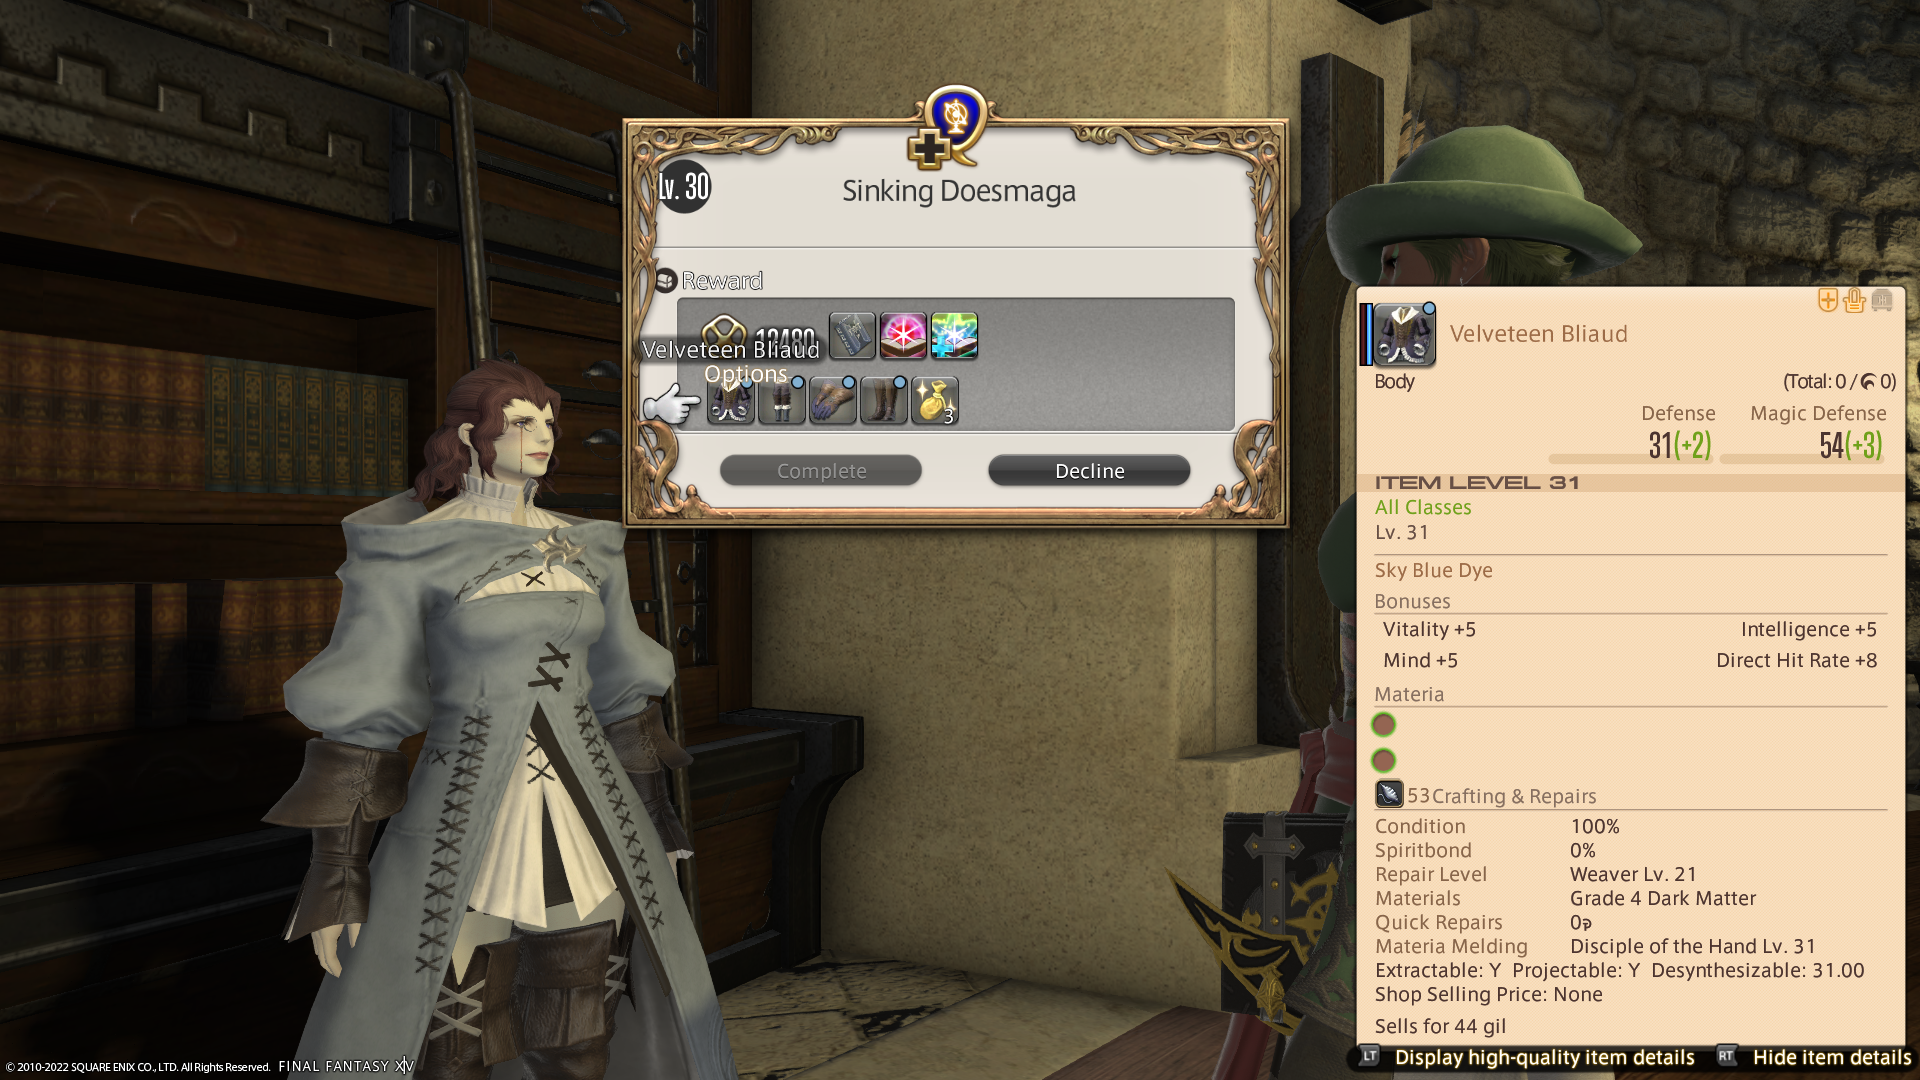 Lv. 30
Sinking Doesmaga
Reward
Velveteen Bliaud
Options
3
Complete
Decline
Velveteen Bliaud
Body
(Total: 0 / 0)
Defense
Magic Defense
31(+2)
54(+3)
ITEM LEVEL 31
All Classes
Lv. 31
Sky Blue Dye
Bonuses
Vitality +5
Intelligence +5
Mind +5
Direct Hit Rate +8
Materia
53 Crafting & Repairs
Condition 100%
Spiritbond 0%
Repair Level Weaver Lv. 21
Materials Grade 4 Dark Matter
Quick Repairs 0
Materia Melding Disciple of the Hand Lv. 31
Extractable: Y Projectable: Y Desynthesizable: 31.00
Shop Selling Price: None
Sells for 44 gil
LT Display high-quality item details RT Hide item details
© 2010-2022 SQUARE ENIX CO., LTD. All Rights Reserved. FINAL FANTASY XIV